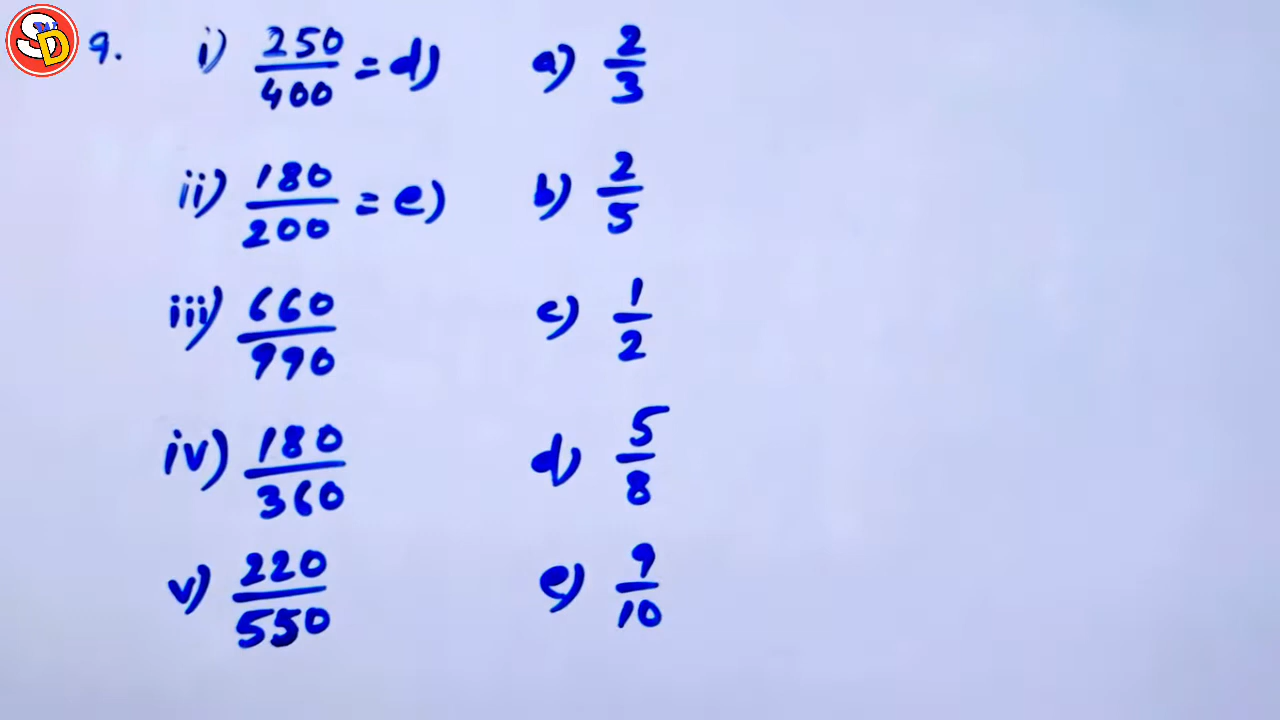 SD
9. i) 250/400 = d) a) 2/3
ii) 180/200 = e) b) 2/5
iii) 660/990 c) 1/2
iv) 180/360 d) 5/8
v) 220/550 e) 9/10